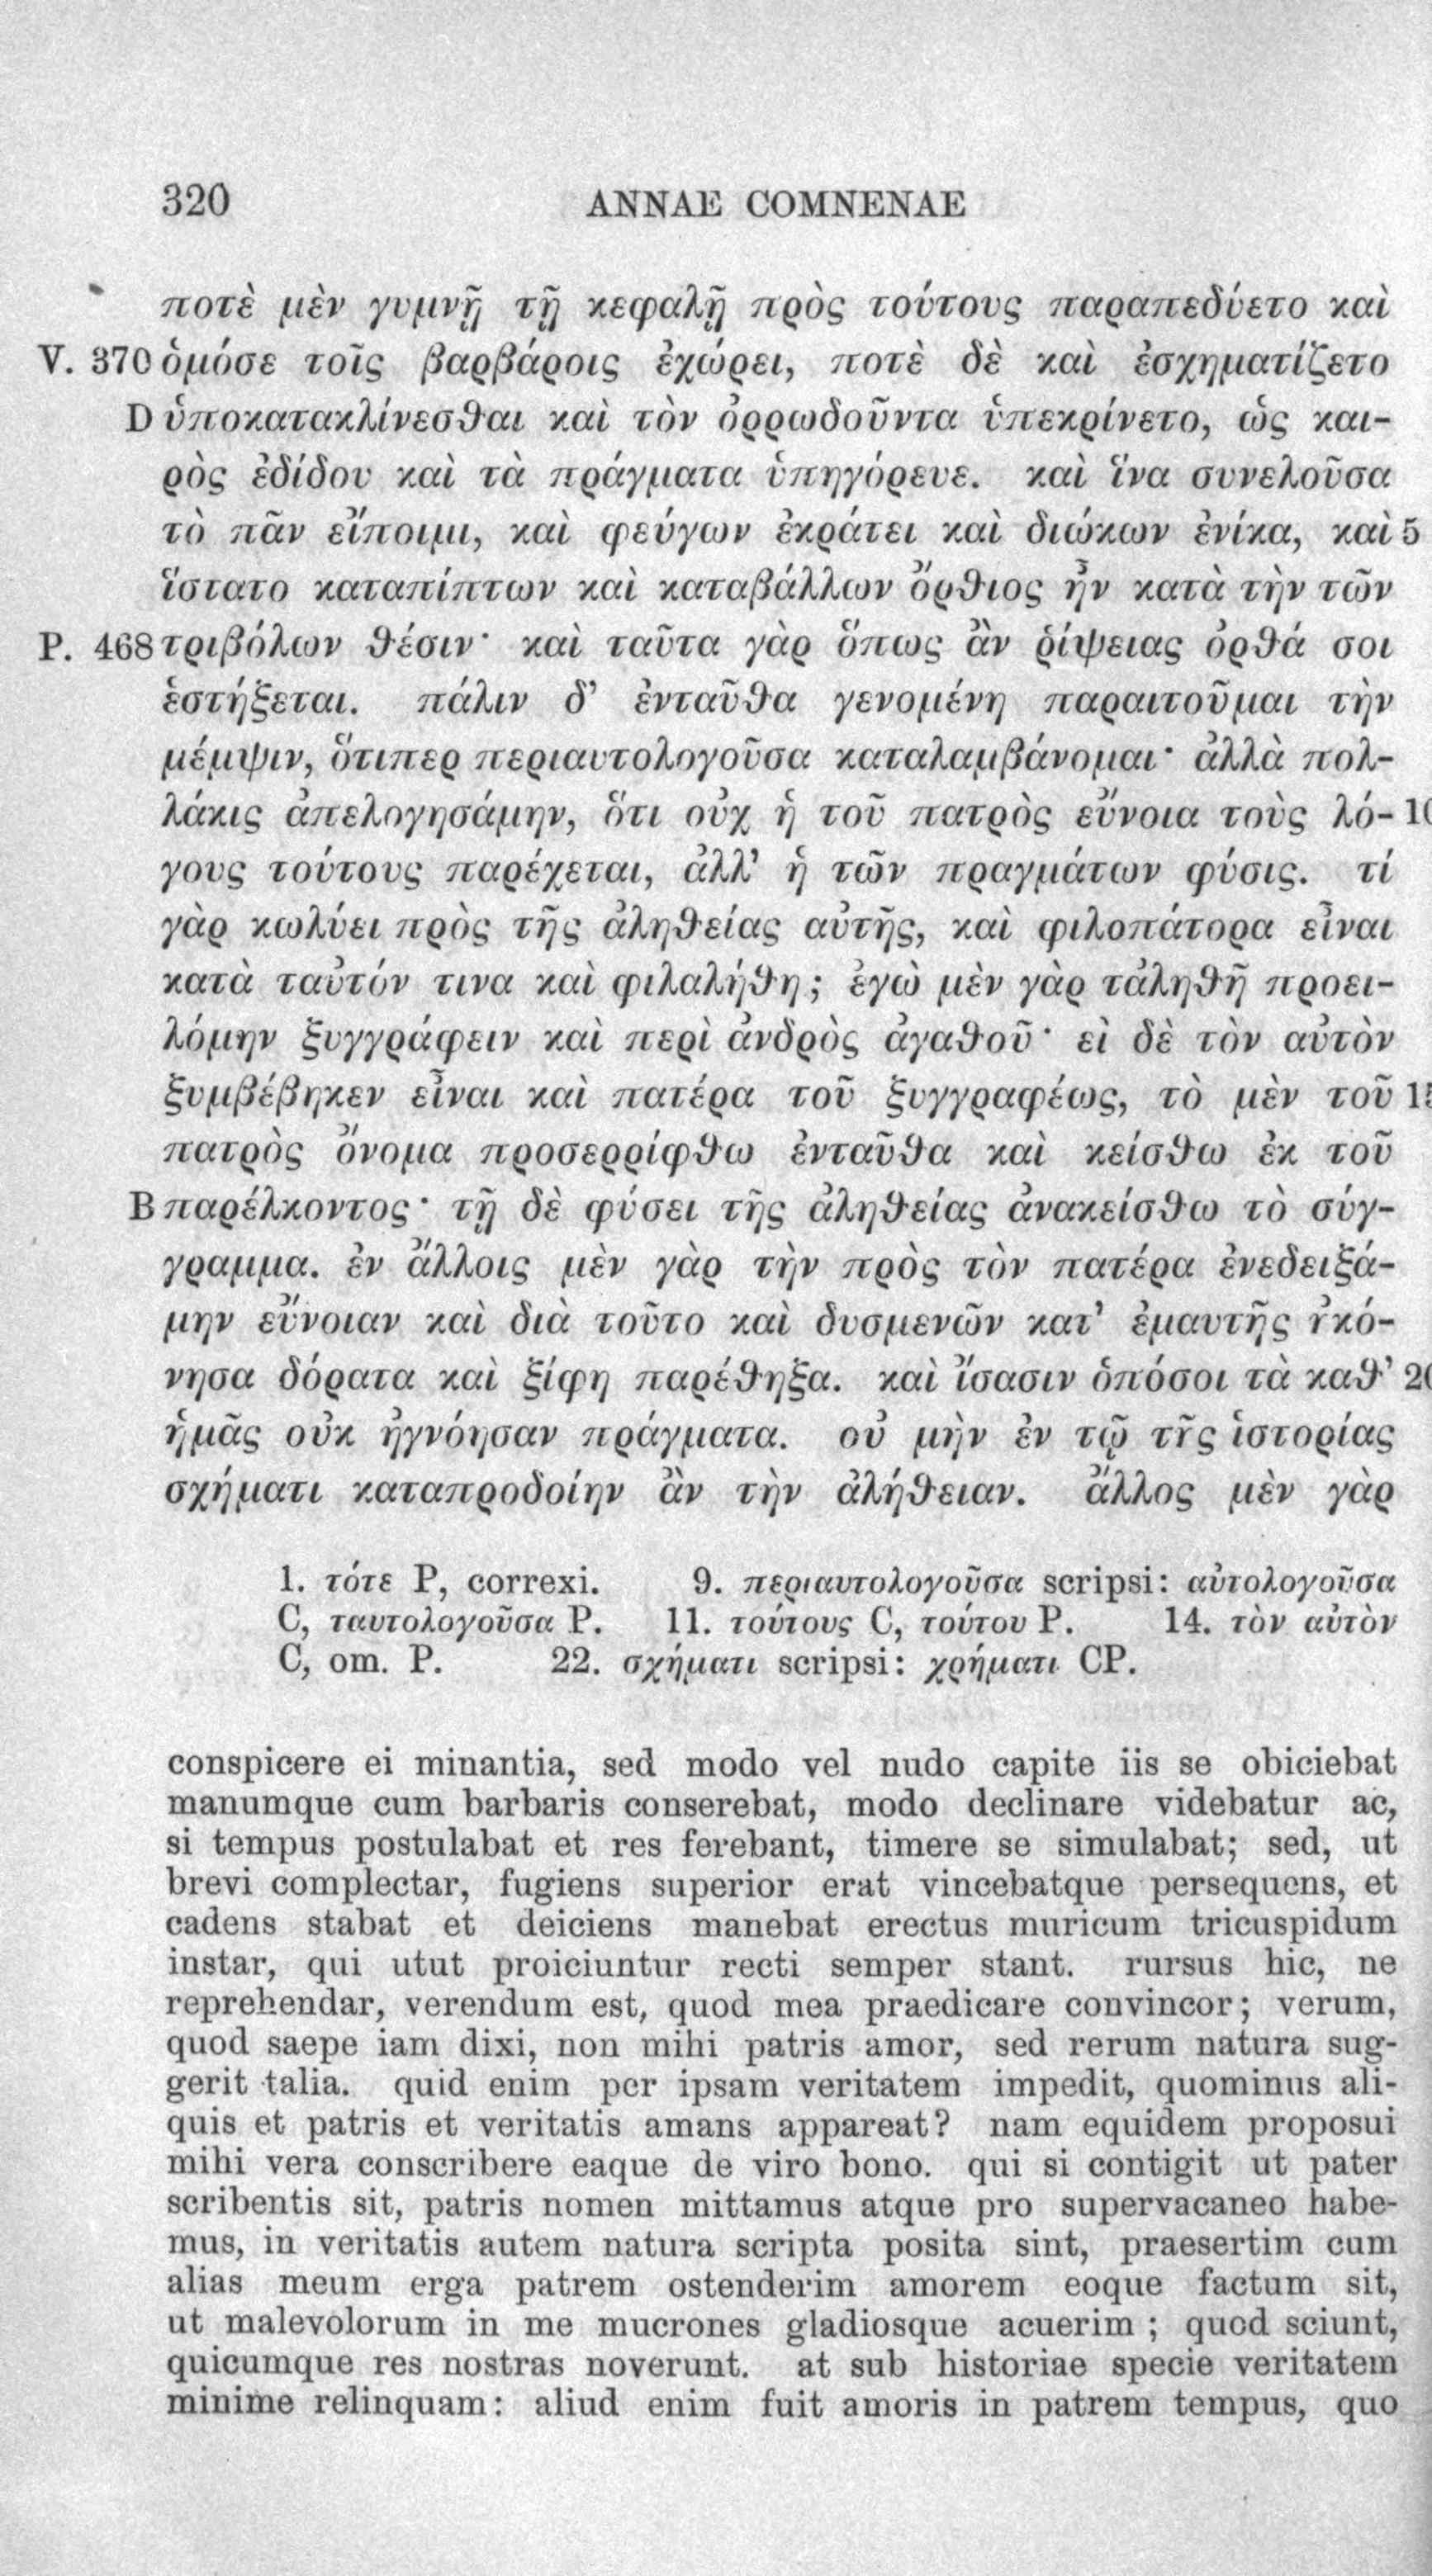 320 ANNAE COMNENAE
ποτὲ μὲν γυμνῇ τῇ κεφαλῇ πρὸς τούτους παραπεδύετο καὶ
V. 370 ὁμόσε τοῖς βαρβάροις ἐχώρει, ποτὲ δὲ καὶ ἐσχηματίζετο
D ὑποκατακλίνεσθαι καὶ τὸν ὀρρωδοῦντα ὑπεκρίνετο, ὡς και-
ρὸς ἐδίδου καὶ τὰ πράγματα ὑπηγόρευε. καὶ ἵνα συνελοῦσα
τὸ πᾶν εἴποιμι, καὶ φεύγων ἐκράτει καὶ διώκων ἐνίκα, καὶ 5
ἵστατο καταπίπτων καὶ καταβάλλων ὄρθιος ἦν κατὰ τὴν τῶν
P. 468 τριβόλων θέσιν· καὶ ταῦτα γὰρ ὅπως ἂν ῥίψειας ὀρθά σοι
ἑστήξεται. πάλιν δ’ ἐνταῦθα γενομένη παραιτοῦμαι τὴν
μέμψιν, ὅτιπερ περιαυτολογοῦσα καταλαμβάνομαι· ἀλλὰ πολ-
λάκις ἀπελογησάμην, ὅτι οὐχ ἡ τοῦ πατρὸς εὔνοια τοὺς λό- 10
γους τούτους παρέχεται, ἀλλ’ ἡ τῶν πραγμάτων φύσις. τί
γὰρ κωλύει πρὸς τῆς ἀληθείας αὐτῆς, καὶ φιλοπάτορα εἶναι
κατὰ ταὐτόν τινα καὶ φιλαλήθη; ἐγὼ μὲν γὰρ τἀληθῆ προει-
λόμην ξυγγράφειν καὶ περὶ ἀνδρὸς ἀγαθοῦ· εἰ δὲ τὸν αὐτὸν
ξυμβέβηκεν εἶναι καὶ πατέρα τοῦ ξυγγραφέως, τὸ μὲν τοῦ 15
πατρὸς ὄνομα προσερρίφθω ἐνταῦθα καὶ κείσθω ἐκ τοῦ
B παρέλκοντος· τῇ δὲ φύσει τῆς ἀληθείας ἀνακείσθω τὸ σύγ-
γραμμα. ἐν ἄλλοις μὲν γὰρ τὴν πρὸς τὸν πατέρα ἐνεδειξά-
μην εὔνοιαν καὶ διὰ τοῦτο καὶ δυσμενῶν κατ’ ἐμαυτῆς ἠκό-
νησα δόρατα καὶ ξίφη παρέθηξα. καὶ ἴσασιν ὁπόσοι τὰ καθ’ 20
ἡμᾶς οὐκ ἠγνόησαν πράγματα. οὐ μὴν ἐν τῷ τῆς ἱστορίας
σχήματι καταπροδοίην ἂν τὴν ἀλήθειαν. ἄλλος μὲν γὰρ
1. τότε P, correxi. 9. περιαυτολογοῦσα scripsi: αὐτολογοῦσα
C, ταυτολογοῦσα P. 11. τούτους C, τούτου P. 14. τὸν αὐτὸν
C, om. P. 22. σχήματι scripsi: χρήματι CP.
conspicere ei minantia, sed modo vel nudo capite iis se obiciebat
manumque cum barbaris conserebat, modo declinare videbatur ac,
si tempus postulabat et res ferebant, timere se simulabat; sed, ut
brevi complectar, fugiens superior erat vincebatque persequens, et
cadens stabat et deiciens manebat erectus muricum tricuspidum
instar, qui utut proiciuntur recti semper stant. rursus hic, ne
reprehendar, verendum est, quod mea praedicare convincor; verum,
quod saepe iam dixi, non mihi patris amor, sed rerum natura sug-
gerit talia. quid enim per ipsam veritatem impedit, quominus ali-
quis et patris et veritatis amans appareat? nam equidem proposui
mihi vera conscribere eaque de viro bono. qui si contigit ut pater
scribentis sit, patris nomen mittamus atque pro supervacaneo habe-
mus, in veritatis autem natura scripta posita sint, praesertim cum
alias meum erga patrem ostenderim amorem eoque factum sit,
ut malevolorum in me mucrones gladiosque acuerim; quod sciunt,
quicumque res nostras noverunt. at sub historiae specie veritatem
minime relinquam: aliud enim fuit amoris in patrem tempus, quo